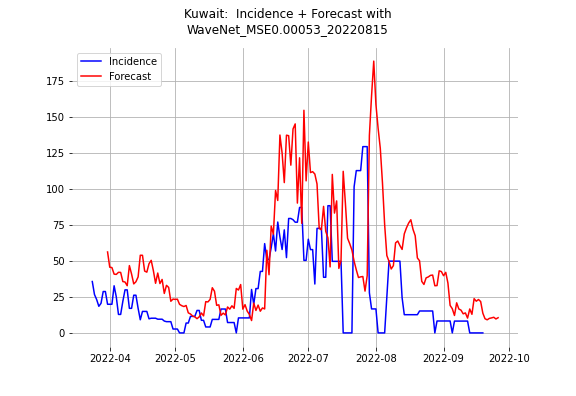 Kuwait:  Incidence + Forecast with
WaveNet_MSE0.00053_20220815
Incidence
Forecast
175
150
125
100
75
50
25
0
2022-04 2022-05 2022-06 2022-07 2022-08 2022-09 2022-10